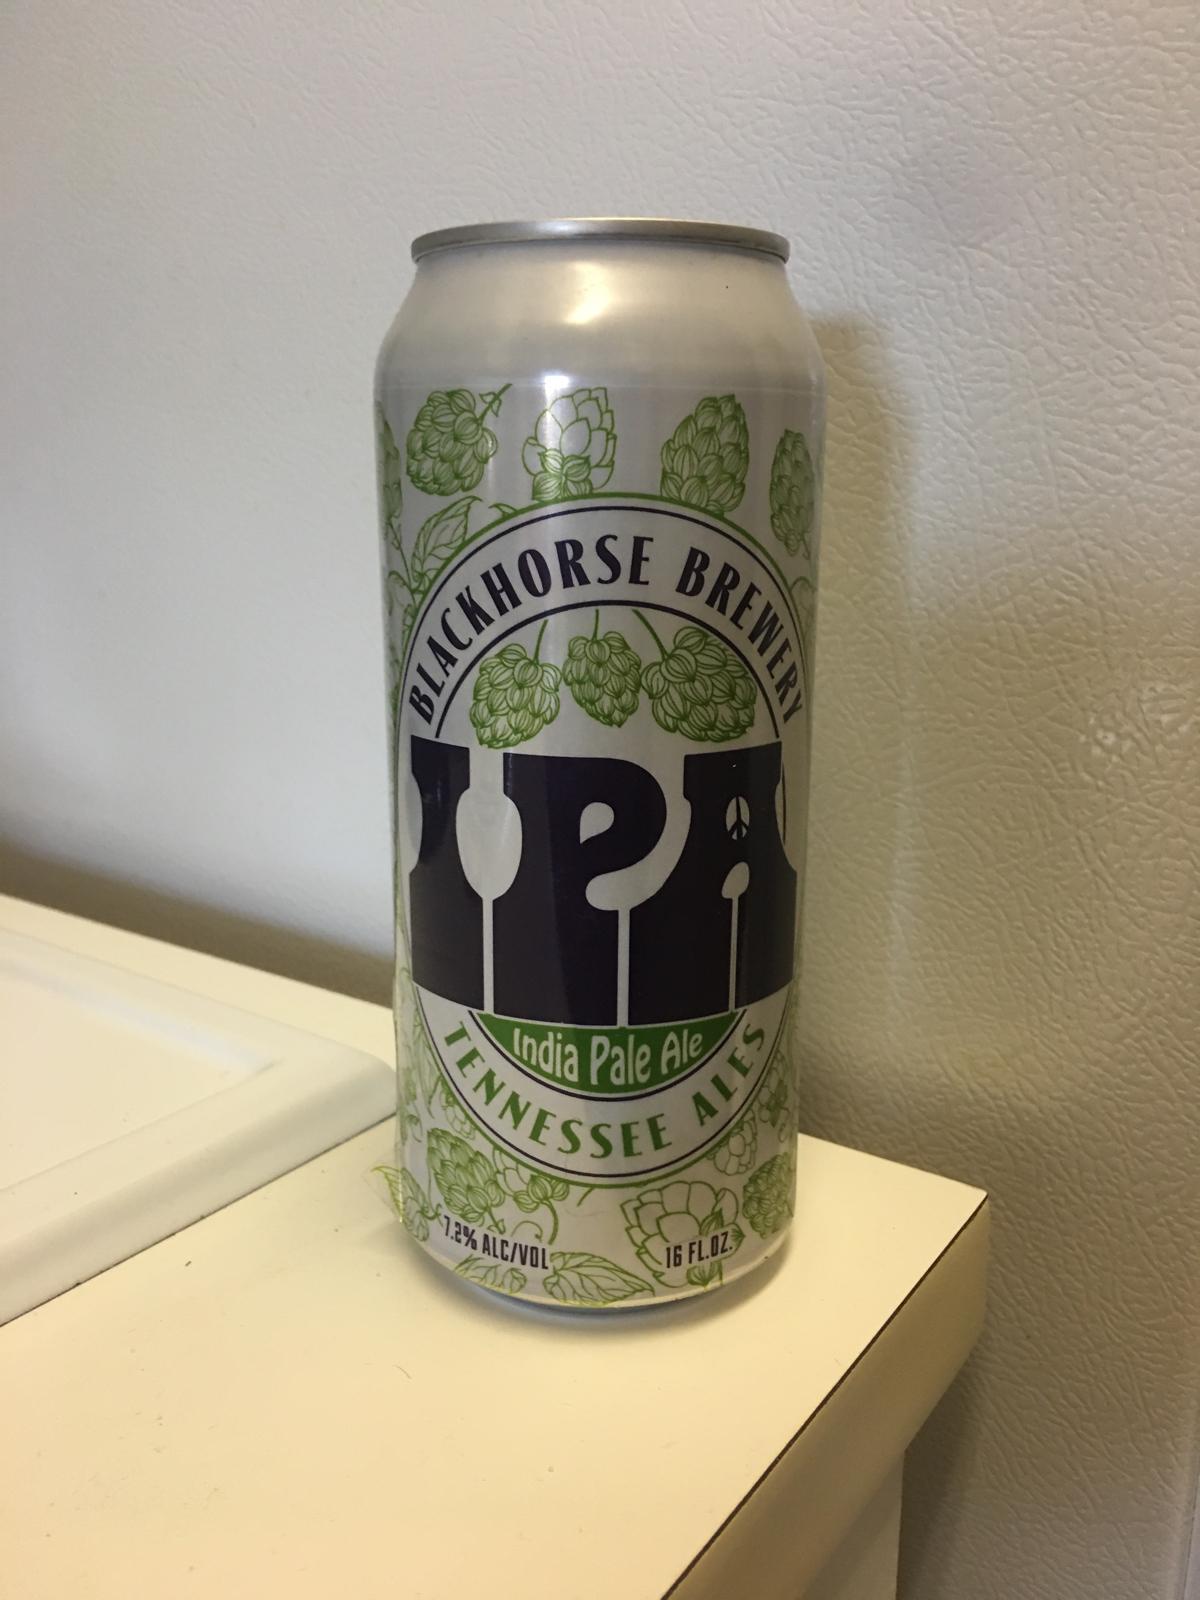 BLACKHORSE BREWERY
IPA
India Pale Ale
TENNESSEE ALES
7.2% ALC/VOL
16 FL.OZ.